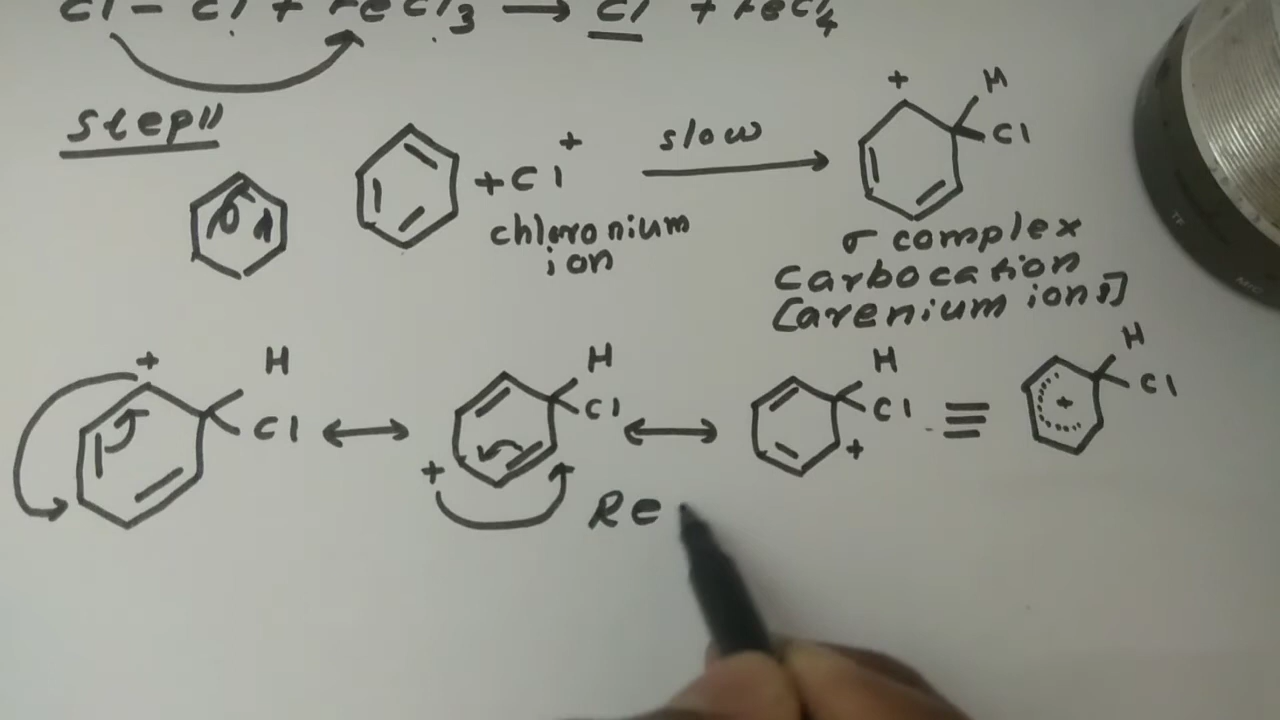 Cl - Cl + FeCl3 → Cl + FeCl4
Step II
+ Cl + slow + H Cl
chloronium ion
σ complex
carbocation
[arenium ions]
+ H Cl ↔ + H Cl ↔ H Cl + ≡ + H Cl
Re